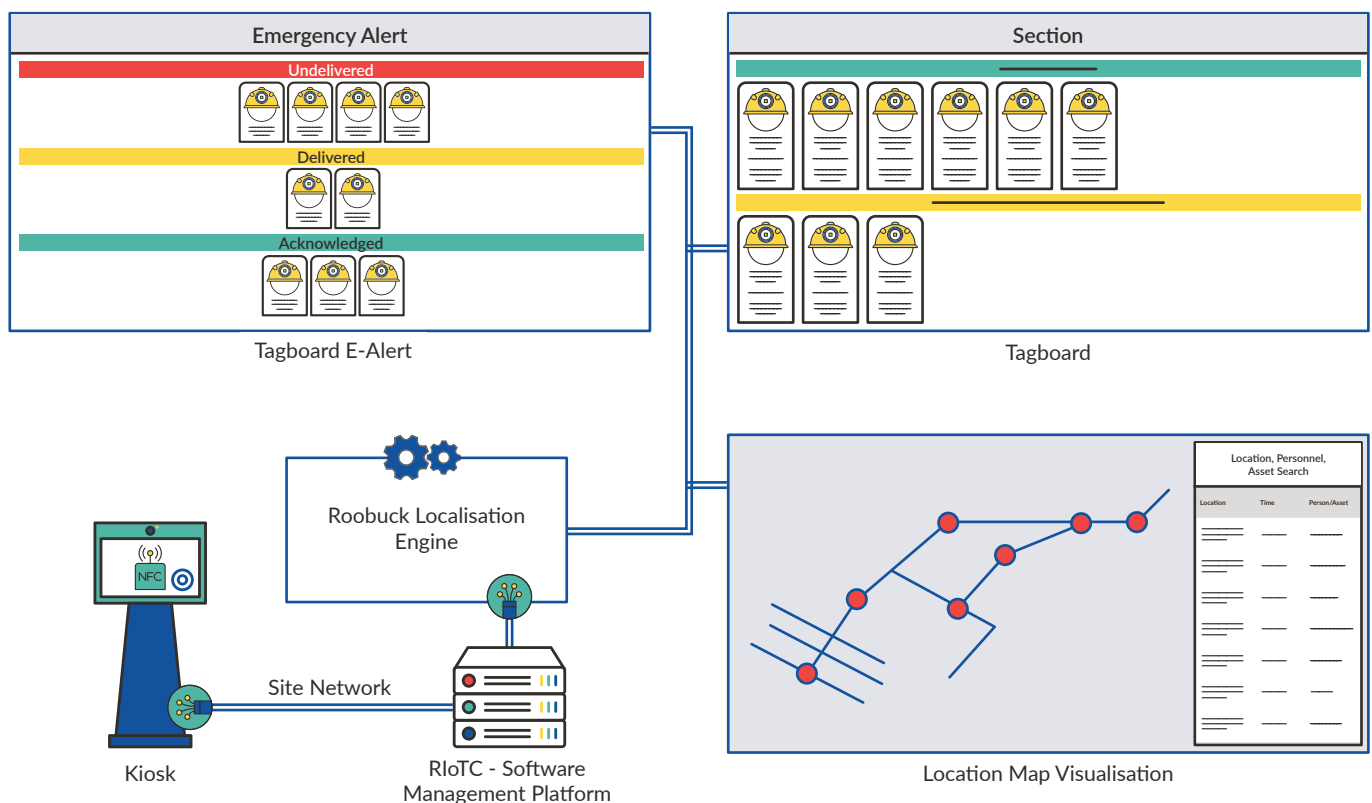 Emergency Alert
Undelivered
Delivered
Acknowledged
Tagboard E-Alert
Section
Tagboard
Roobuck Localisation
Engine
NFC
Kiosk
Site Network
RIoTC - Software
Management Platform
Location, Personnel,
Asset Search
Location Time Person/Asset
Location Map Visualisation